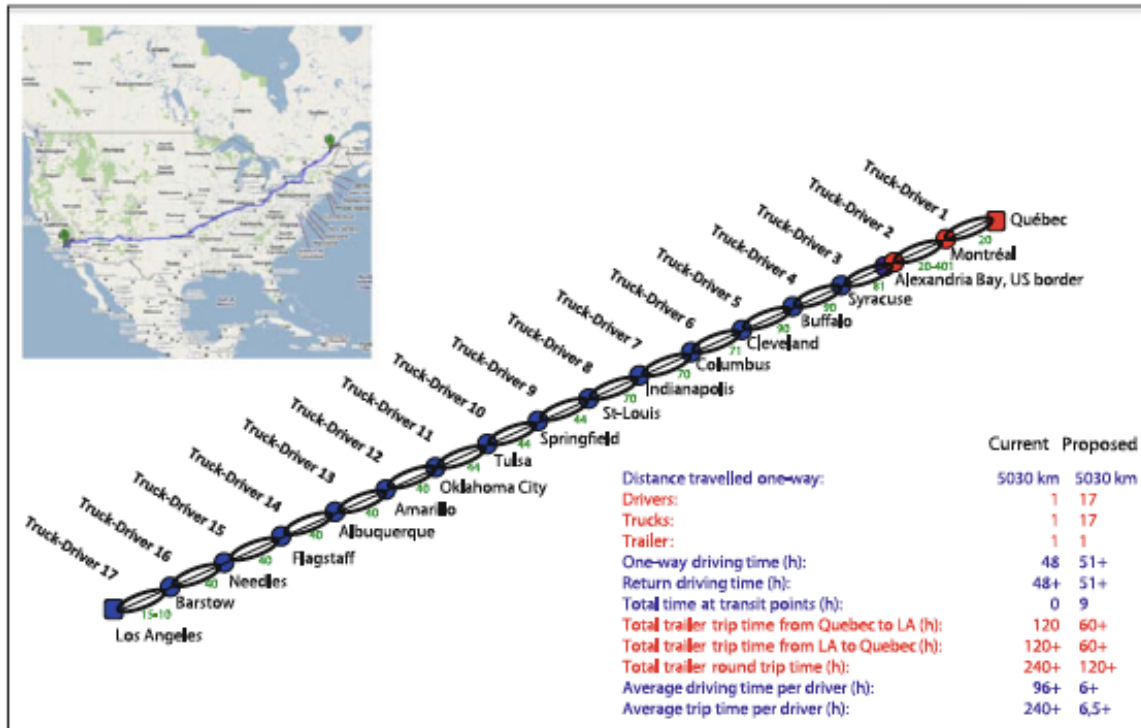 Truck-Driver 1
Truck-Driver 2
Truck-Driver 3
Truck-Driver 4
Truck-Driver 5
Truck-Driver 6
Truck-Driver 7
Truck-Driver 8
Truck-Driver 9
Truck-Driver 10
Truck-Driver 11
Truck-Driver 12
Truck-Driver 13
Truck-Driver 14
Truck-Driver 15
Truck-Driver 16
Truck-Driver 17
Québec
20
Montréal
20-401
Alexandria Bay, US border
81
Syracuse
90
Buffalo
90
Cleveland
71
Columbus
70
Indianapolis
70
St-Louis
44
Springfield
44
Tulsa
44
Oklahoma City
40
Amarillo
40
Albuquerque
40
Flagstaff
40
Needles
40
Barstow
15-10
Los Angeles
Current Proposed
Distance travelled one-way: 5030 km 5030 km
Drivers: 1 17
Trucks: 1 17
Trailer: 1 1
One-way driving time (h): 48 51+
Return driving time (h): 48+ 51+
Total time at transit points (h): 0 9
Total trailer trip time from Quebec to LA (h): 120 60+
Total trailer trip time from LA to Quebec (h): 120+ 60+
Total trailer round trip time (h): 240+ 120+
Average driving time per driver (h): 96+ 6+
Average trip time per driver (h): 240+ 6,5+